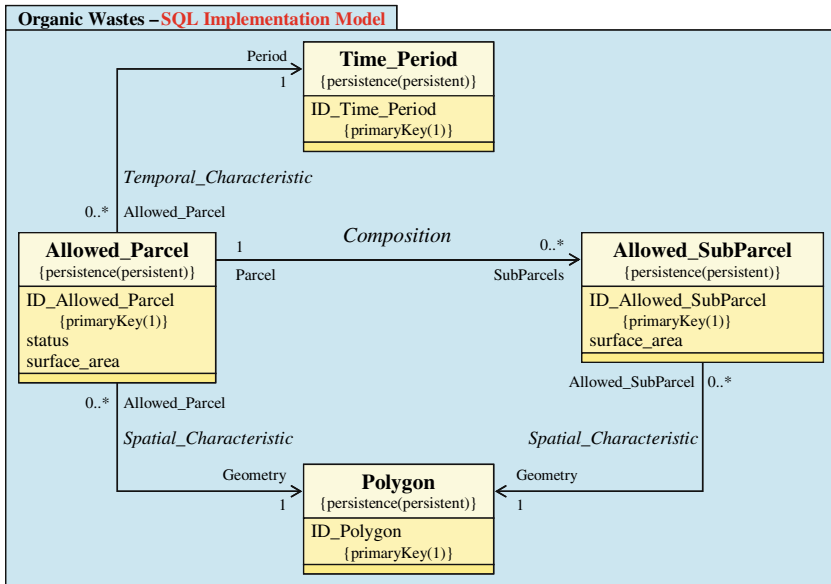 Organic Wastes – SQL Implementation Model
Period
1
Time_Period
{persistence(persistent)}
ID_Time_Period
{primaryKey(1)}
Temporal_Characteristic
0..* Allowed_Parcel
Allowed_Parcel
{persistence(persistent)}
ID_Allowed_Parcel
{primaryKey(1)}
status
surface_area
1
Parcel
Composition
0..*
SubParcels
Allowed_SubParcel
{persistence(persistent)}
ID_Allowed_SubParcel
{primaryKey(1)}
surface_area
0..* Allowed_Parcel
Spatial_Characteristic
Geometry
1
Allowed_SubParcel 0..*
Spatial_Characteristic
Geometry
1
Polygon
{persistence(persistent)}
ID_Polygon
{primaryKey(1)}